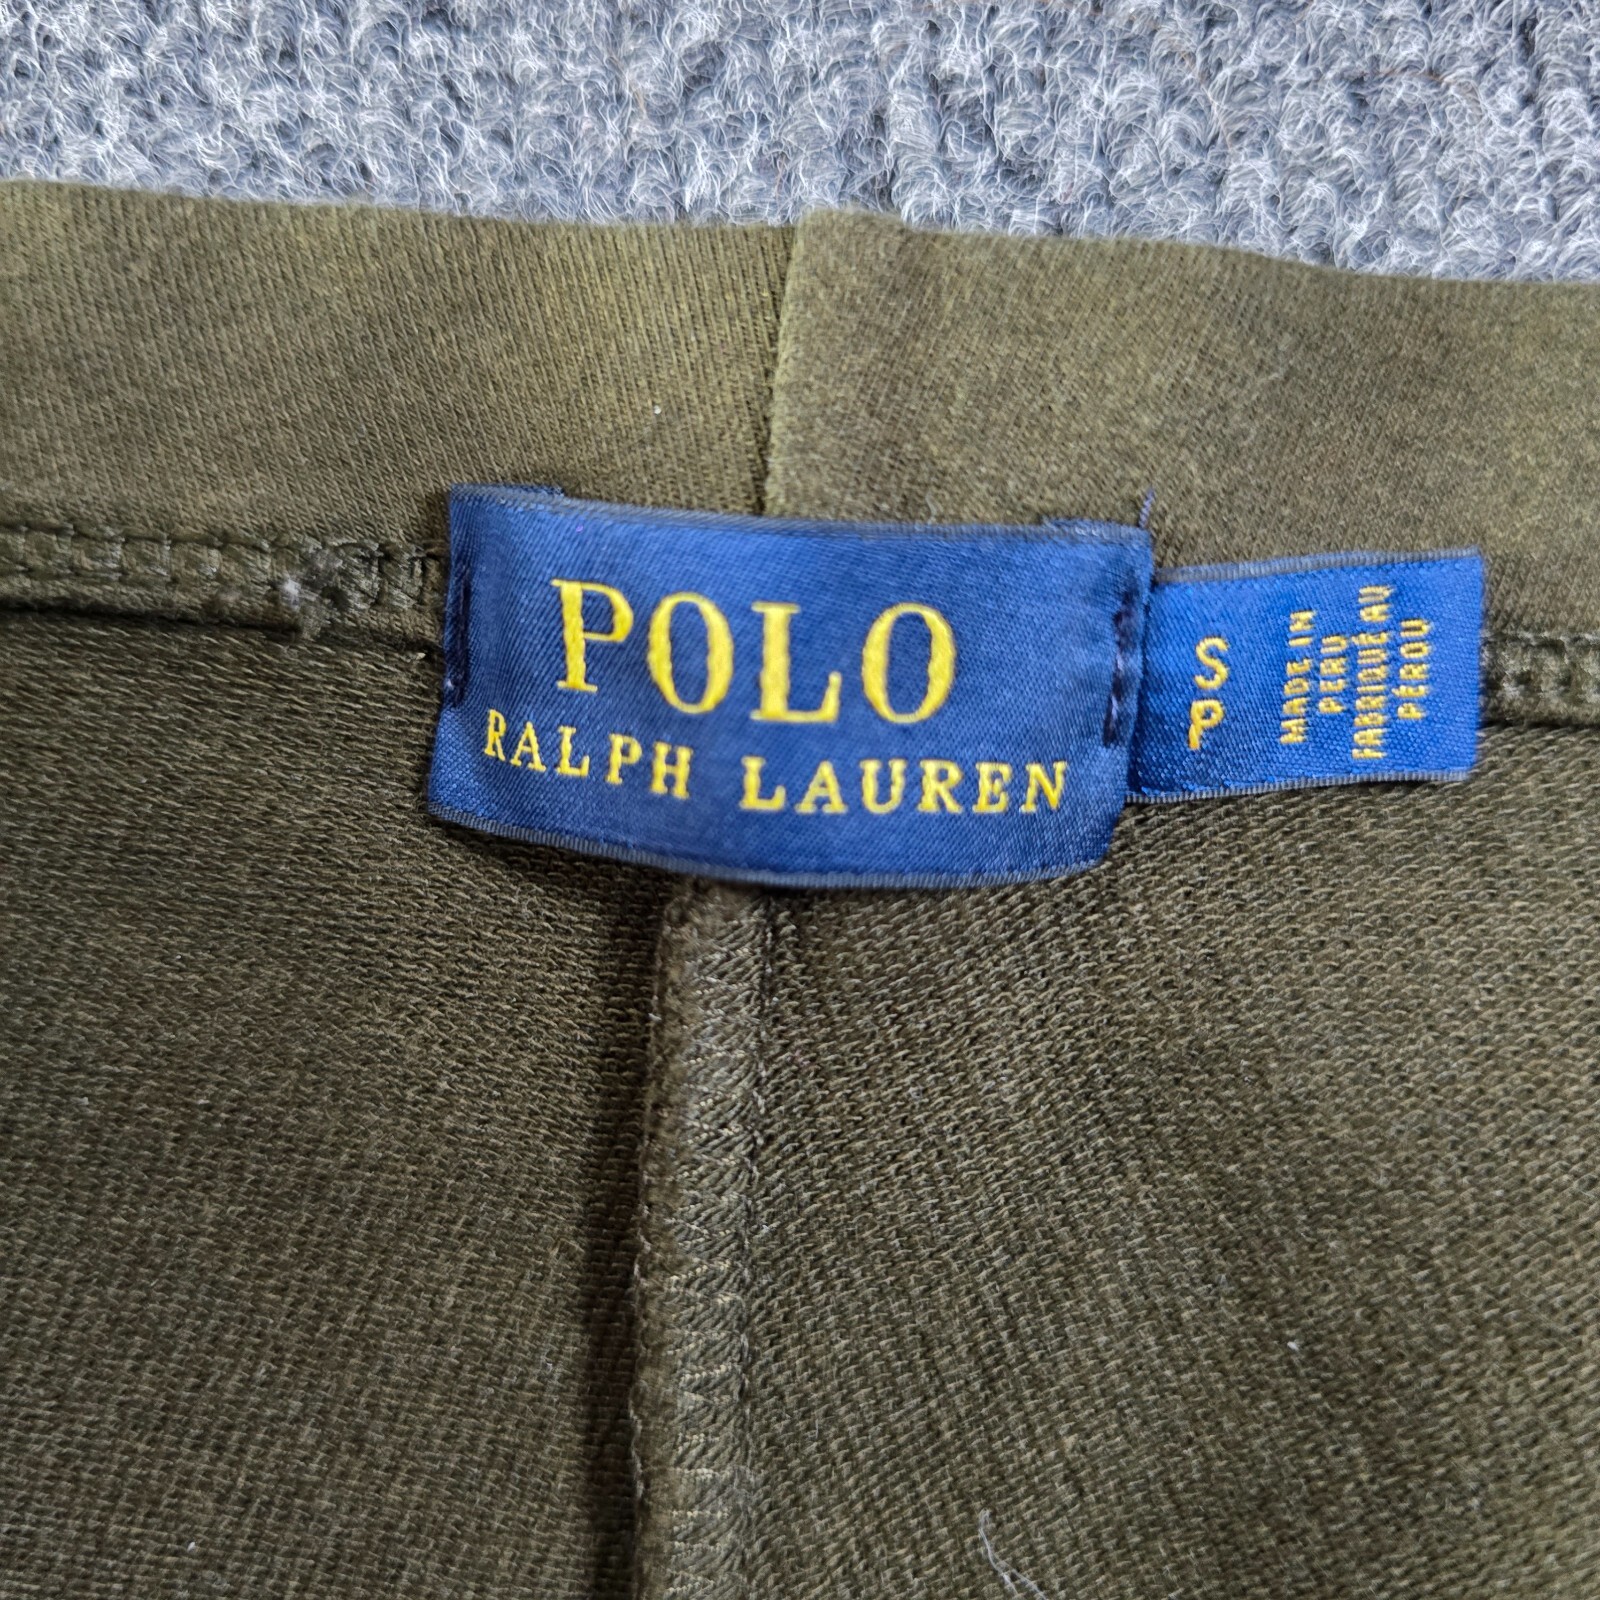 POLO
RALPH LAUREN
S
P
MADE IN
PERU
FABRIQUÉ AU
PÉROU